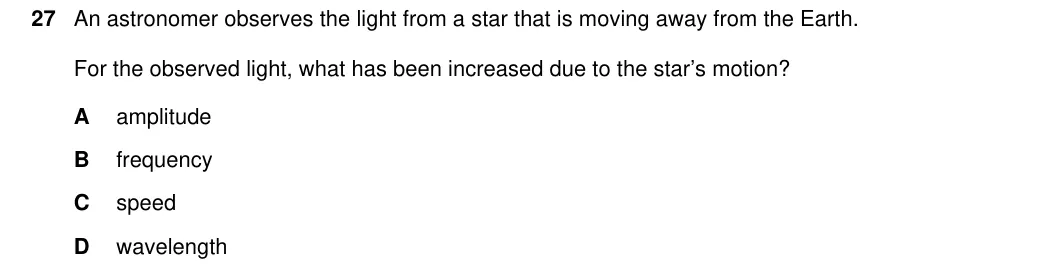 27 An astronomer observes the light from a star that is moving away from the Earth.
For the observed light, what has been increased due to the star's motion?
A amplitude
B frequency
C speed
D wavelength